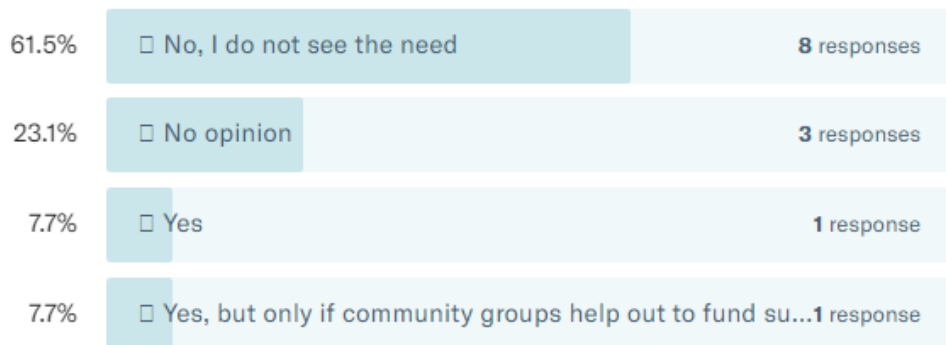 61.5% No, I do not see the need 8 responses
23.1% No opinion 3 responses
7.7% Yes 1 response
7.7% Yes, but only if community groups help out to fund su...1 response